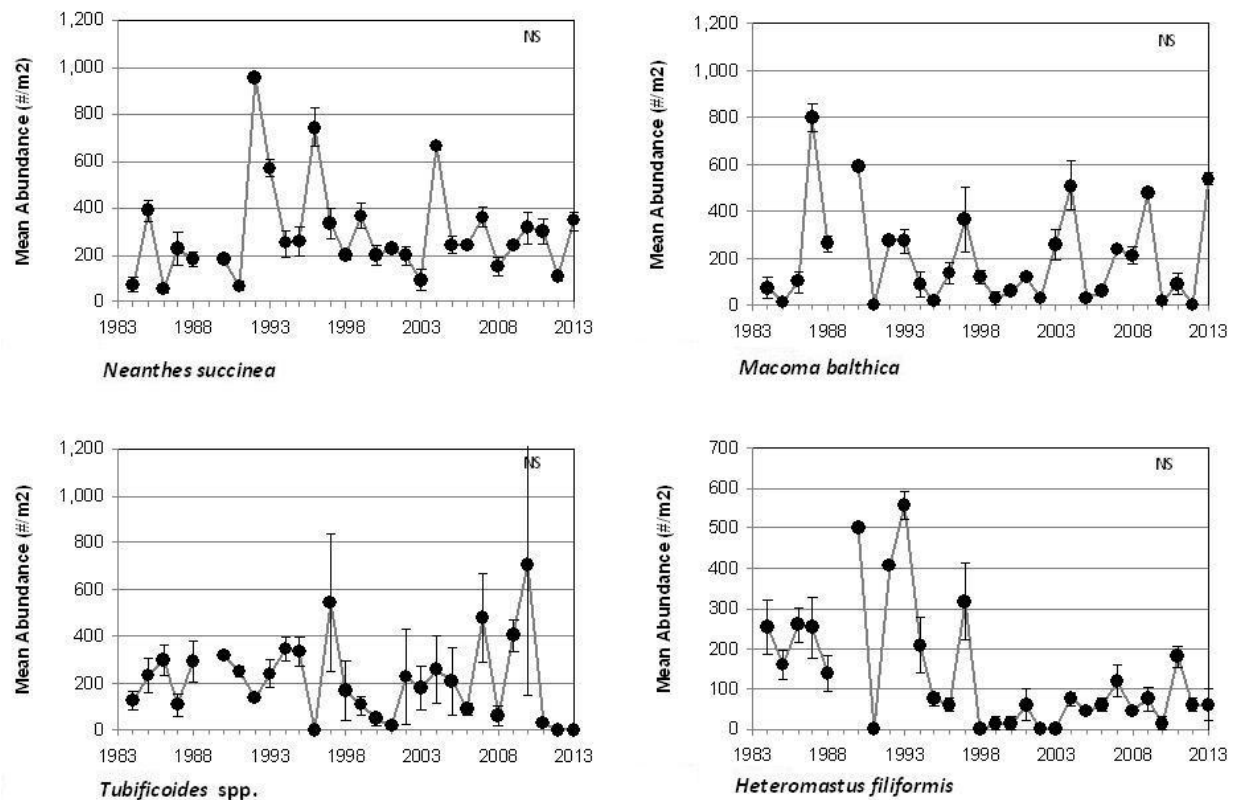 1,200
1,000
800
600
400
200
0
Mean Abundance (#/m2)
NS
1983 1988 1993 1998 2003 2008 2013
Neanthes succinea
1,200
1,000
800
600
400
200
0
Mean Abundance (#/m2)
NS
1983 1988 1993 1998 2003 2008 2013
Macoma balthica
1,200
1,000
800
600
400
200
0
Mean Abundance (#/m2)
NS
1983 1988 1993 1998 2003 2008 2013
Tubificoides spp.
700
600
500
400
300
200
100
0
Mean Abundance (#/m2)
NS
1983 1988 1993 1998 2003 2008 2013
Heteromastus filiformis